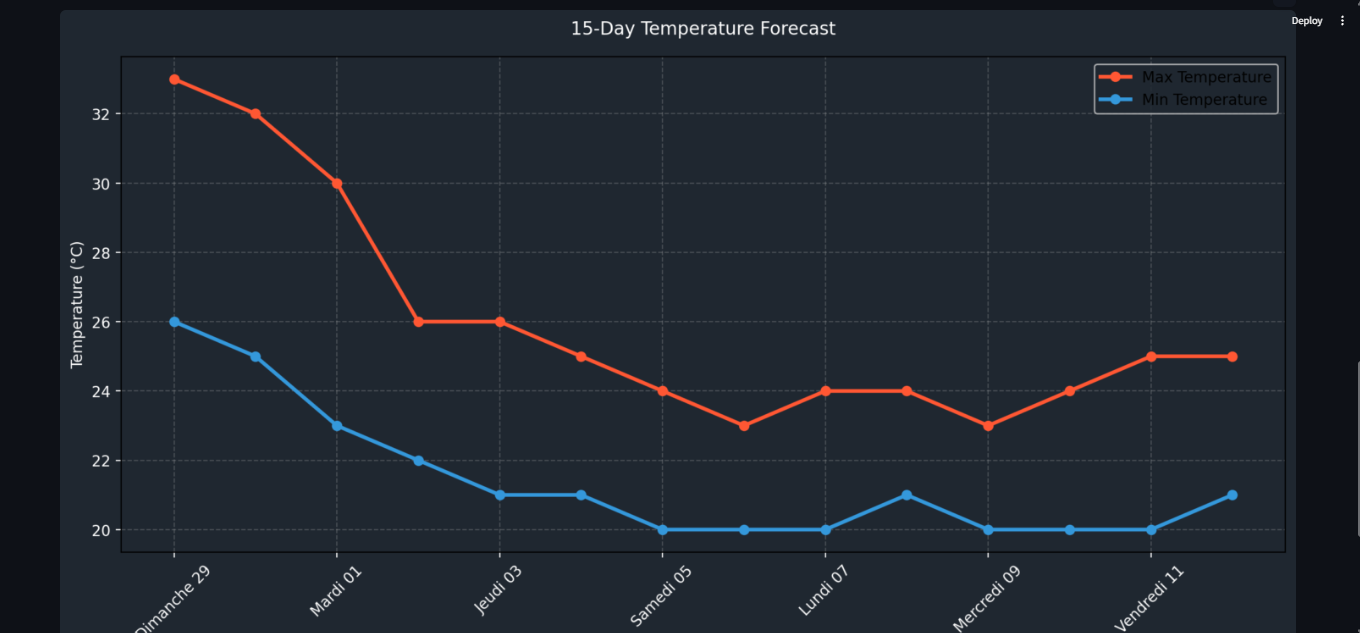 Deploy
15-Day Temperature Forecast
Max Temperature
Min Temperature
Temperature (°C)
32
30
28
26
24
22
20
Dimanche 29
Mardi 01
Jeudi 03
Samedi 05
Lundi 07
Mercredi 09
Vendredi 11